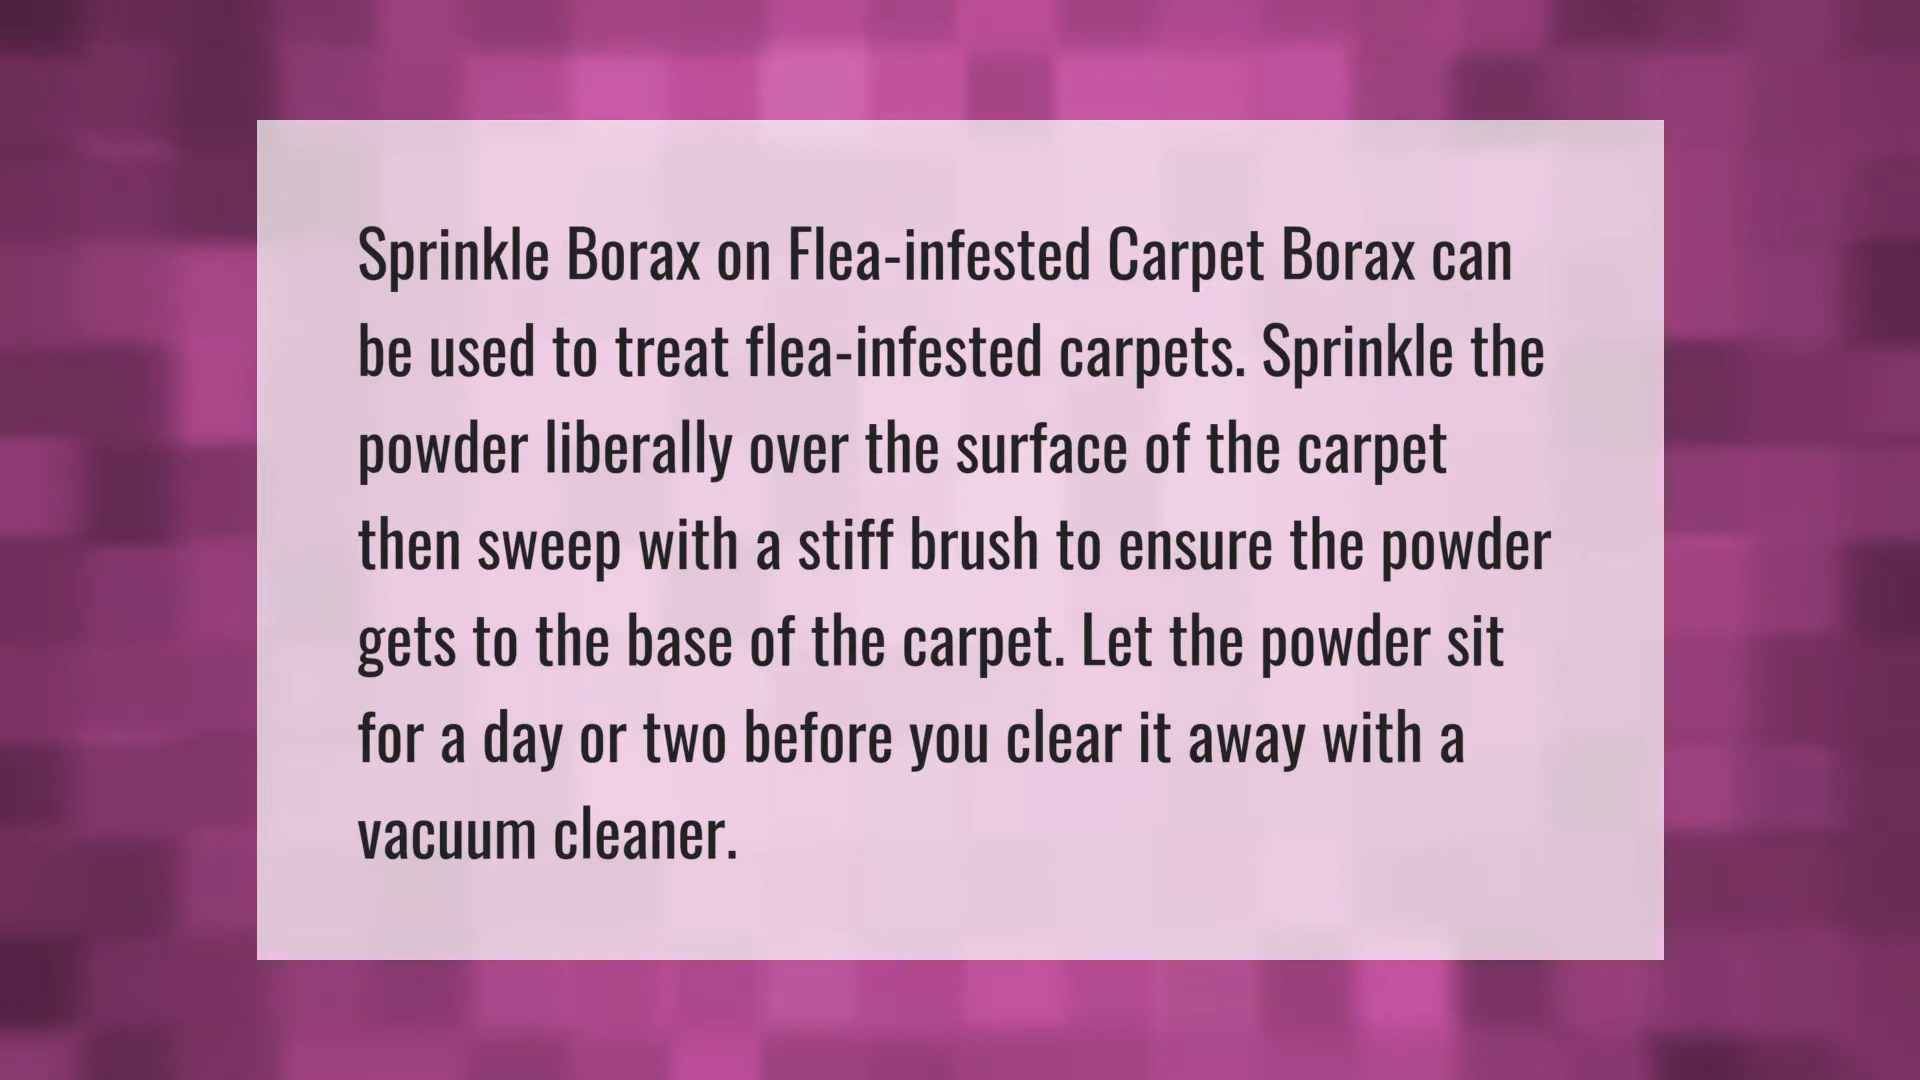 Sprinkle Borax on Flea-infested Carpet Borax can
be used to treat flea-infested carpets. Sprinkle the
powder liberally over the surface of the carpet
then sweep with a stiff brush to ensure the powder
gets to the base of the carpet. Let the powder sit
for a day or two before you clear it away with a
vacuum cleaner.